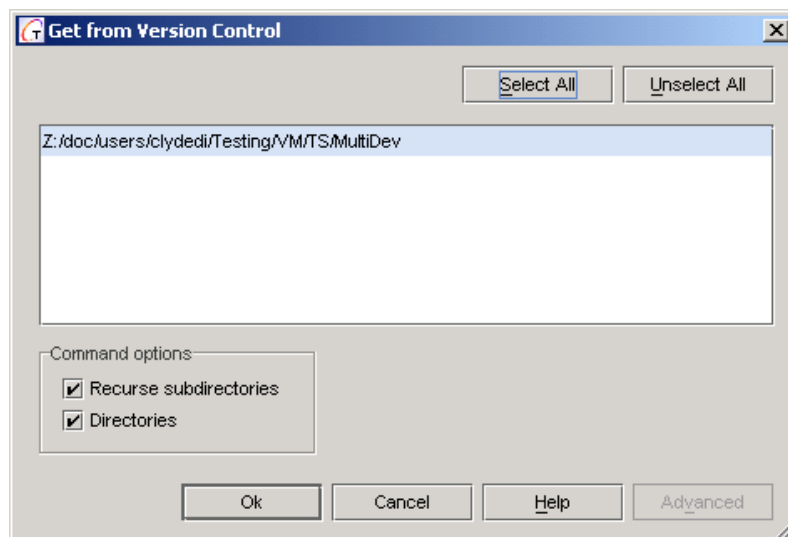 Get from Version Control
Select All
Unselect All
Z:/doc/users/clydedi/Testing/VM/TS/MultiDev
Command options
Recurse subdirectories
Directories
Ok
Cancel
Help
Advanced